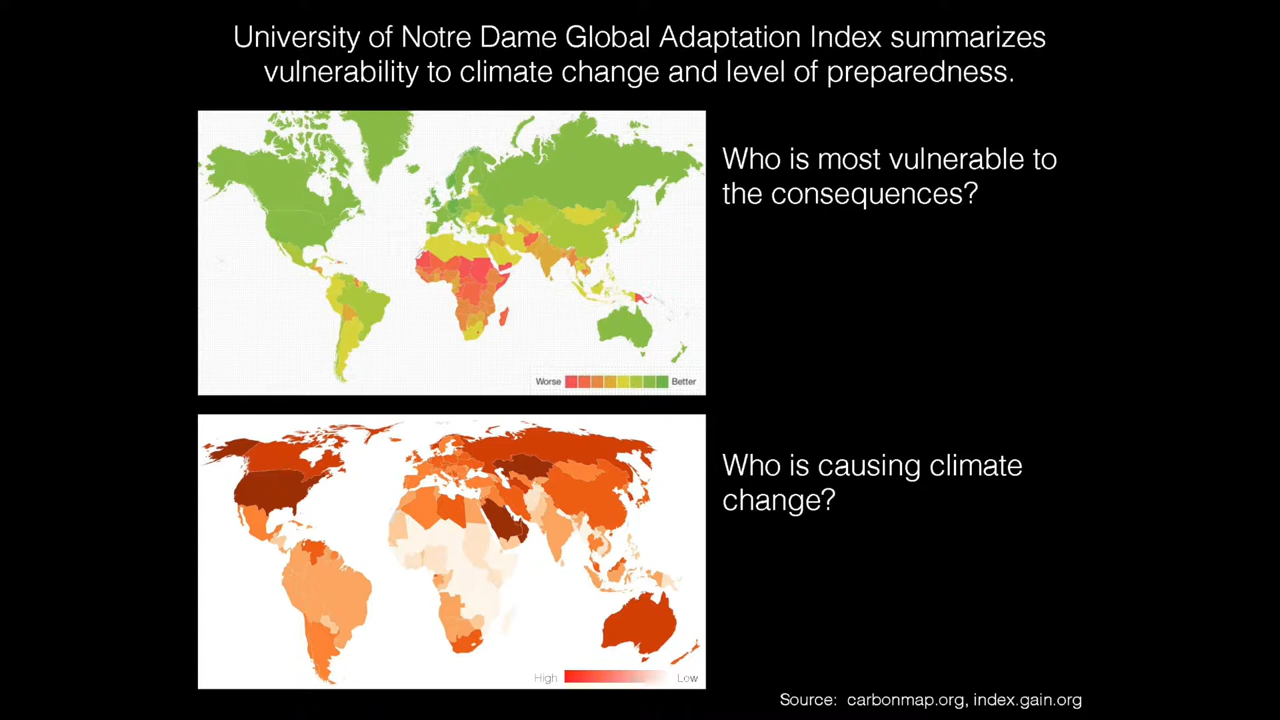 University of Notre Dame Global Adaptation Index summarizes
vulnerability to climate change and level of preparedness.
Who is most vulnerable to
the consequences?
Worse
Better
Who is causing climate
change?
High
Low
Source: carbonmap.org, index.gain.org